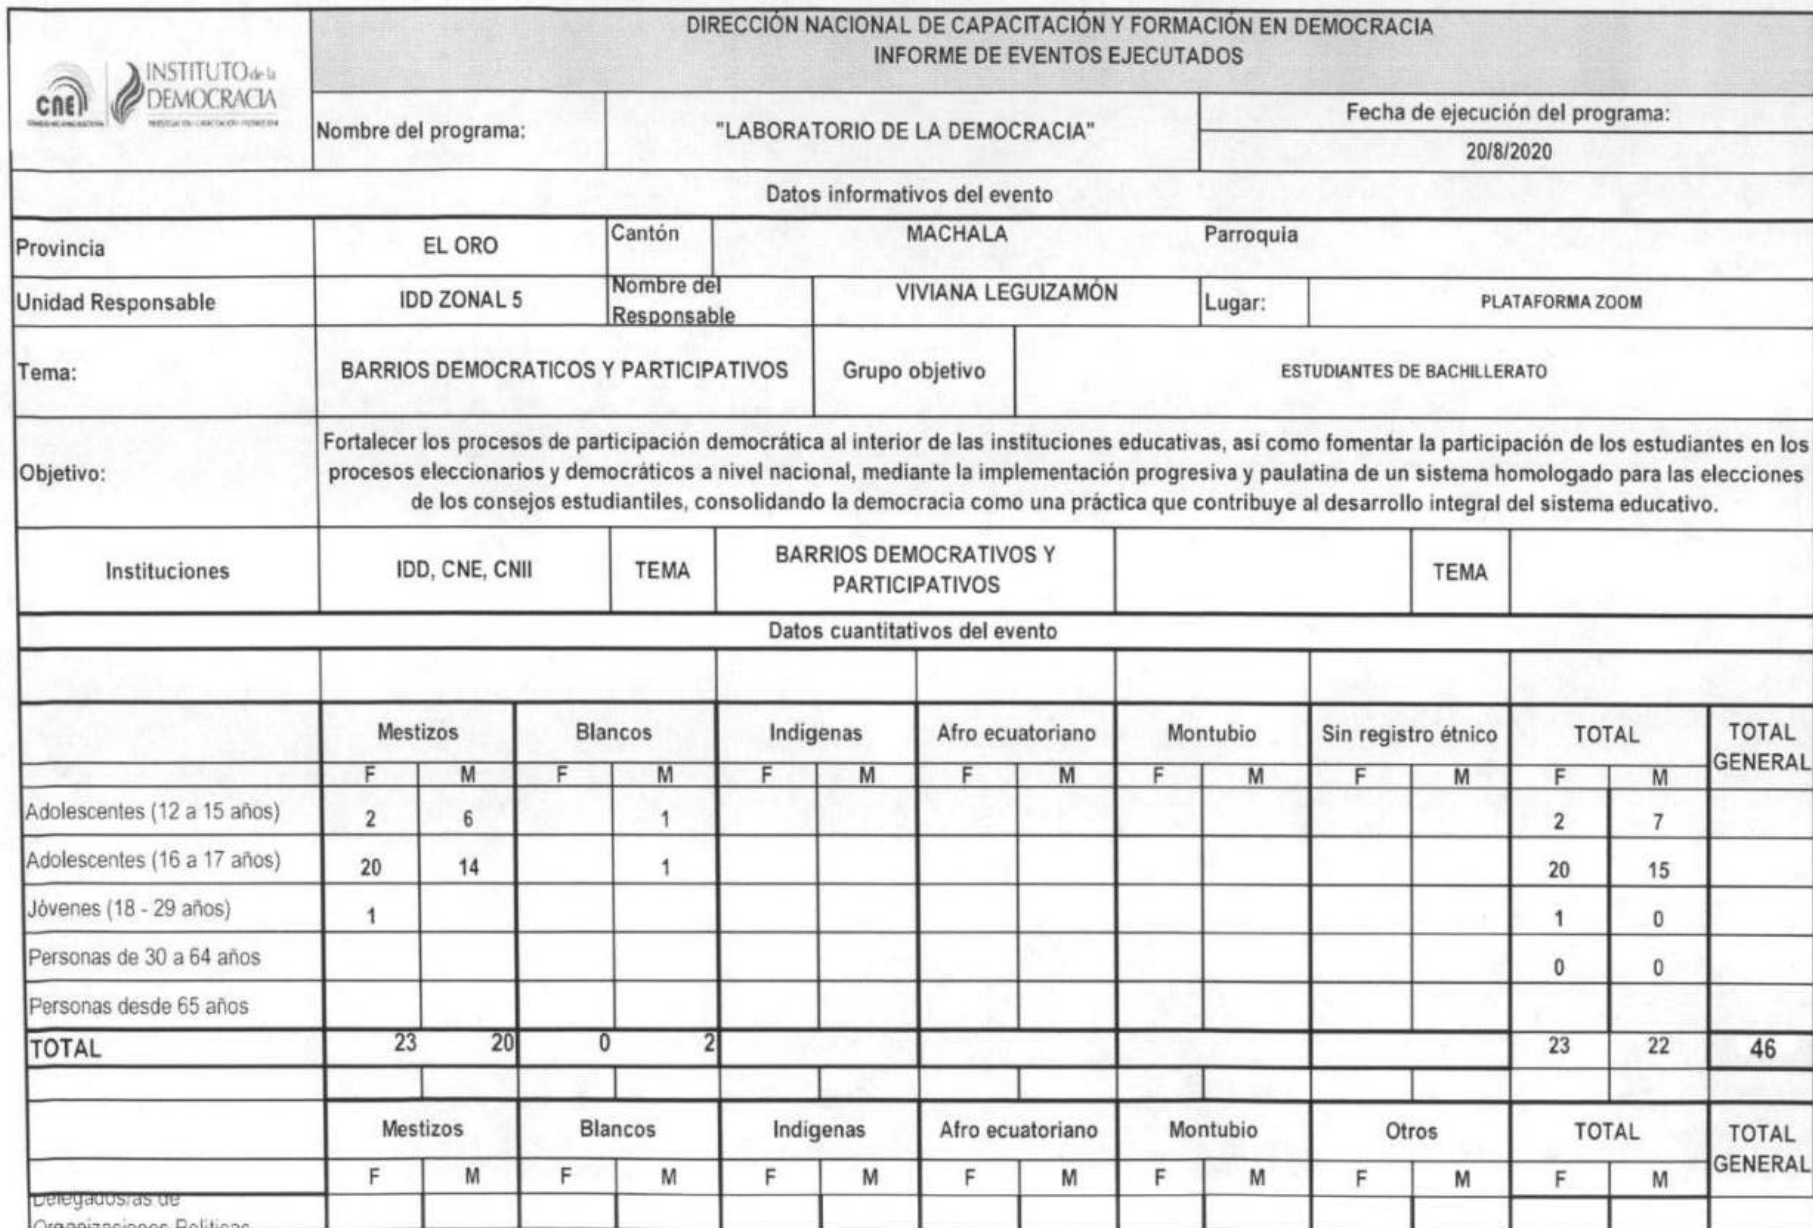 DIRECCIÓN NACIONAL DE CAPACITACIÓN Y FORMACIÓN EN DEMOCRACIA
INFORME DE EVENTOS EJECUTADOS
CNE INSTITUTO de la
DEMOCRACIA
Nombre del programa: "LABORATORIO DE LA DEMOCRACIA" Fecha de ejecución del programa:
20/8/2020
Datos informativos del evento
Provincia EL ORO Cantón MACHALA Parroquia
Unidad Responsable IDD ZONAL 5 Nombre del
Responsable VIVIANA LEGUIZAMÓN Lugar: PLATAFORMA ZOOM
Tema: BARRIOS DEMOCRATICOS Y PARTICIPATIVOS Grupo objetivo ESTUDIANTES DE BACHILLERATO
Objetivo: Fortalecer los procesos de participación democrática al interior de las instituciones educativas, así como fomentar la participación de los estudiantes en los
procesos eleccionarios y democráticos a nivel nacional, mediante la implementación progresiva y paulatina de un sistema homologado para las elecciones
de los consejos estudiantiles, consolidando la democracia como una práctica que contribuye al desarrollo integral del sistema educativo.
Instituciones IDD, CNE, CNII TEMA BARRIOS DEMOCRATIVOS Y
PARTICIPATIVOS TEMA
Datos cuantitativos del evento
Mestizos Blancos Indígenas Afro ecuatoriano Montubio Sin registro étnico TOTAL TOTAL
GENERAL
F M F M F M F M F M F M F M
Adolescentes (12 a 15 años) 2 6 1 2 7
Adolescentes (16 a 17 años) 20 14 1 20 15
Jóvenes (18 - 29 años) 1 1 0
Personas de 30 a 64 años 0 0
Personas desde 65 años
TOTAL 23 20 0 2 23 22 46
Mestizos Blancos Indígenas Afro ecuatoriano Montubio Otros TOTAL TOTAL
GENERAL
F M F M F M F M F M F M F M
Delegados/as de
Organizaciones Políticas